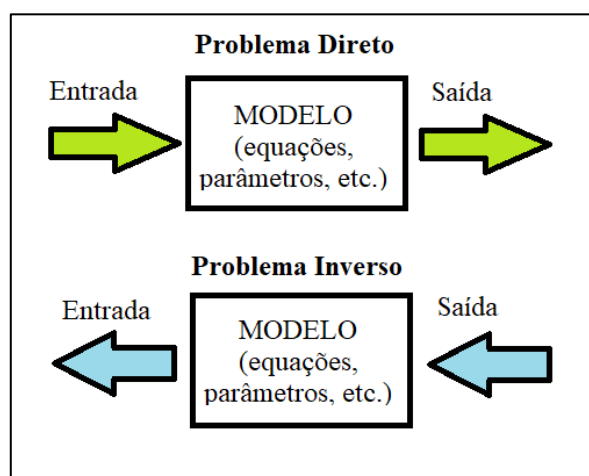 Problema Direto
Entrada
Saída
MODELO
(equações,
parâmetros, etc.)
Problema Inverso
Entrada
Saída
MODELO
(equações,
parâmetros, etc.)